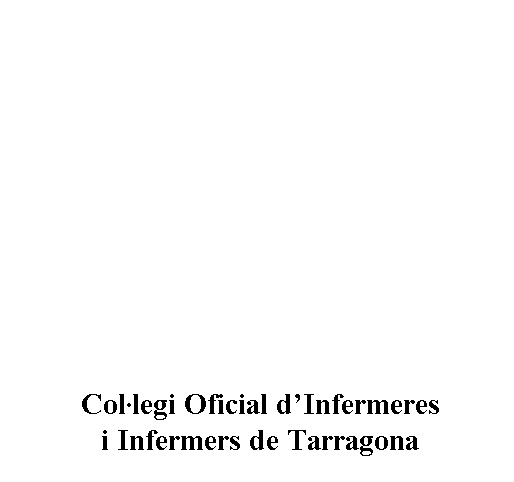 Col·legi Oficial d’Infermeres
i Infermers de Tarragona